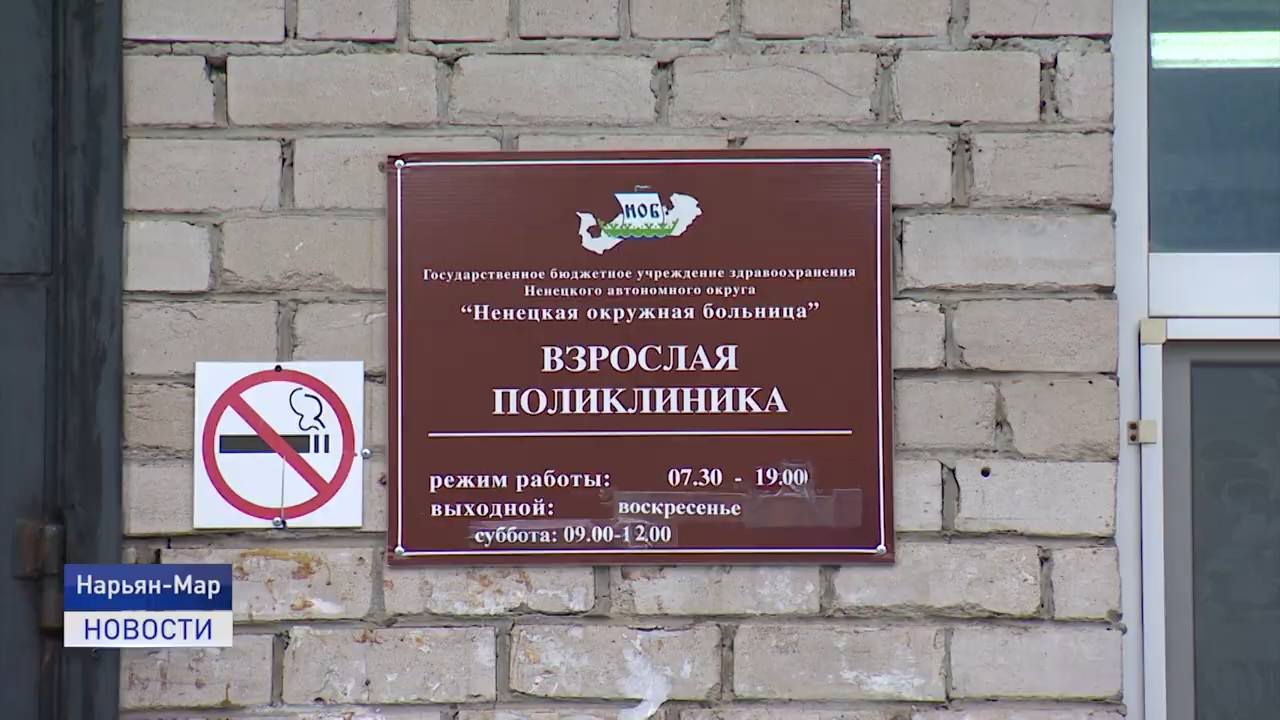 НОБ
Государственное бюджетное учреждение здравоохранения
Ненецкого автономного округа
“Ненецкая окружная больница”
ВЗРОСЛАЯ
ПОЛИКЛИНИКА
режим работы: 07.30 - 19.00
выходной: воскресенье
суббота: 09.00-12.00
Нарьян-Мар
НОВОСТИ